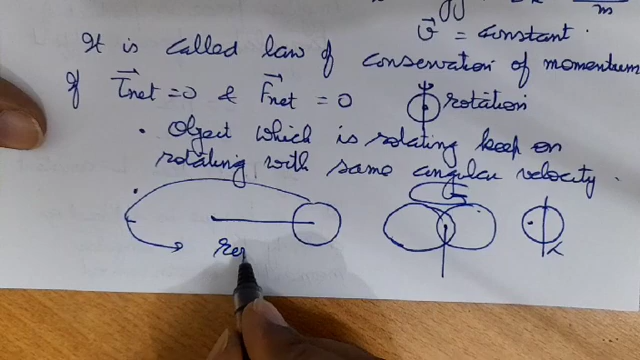 m
v⃗ = constant.
It is called law of conservation of momentum
If τ⃗net = 0 & F⃗net = 0 rotation
• Object which is rotating keep on
rotating with same angular velocity.
rev